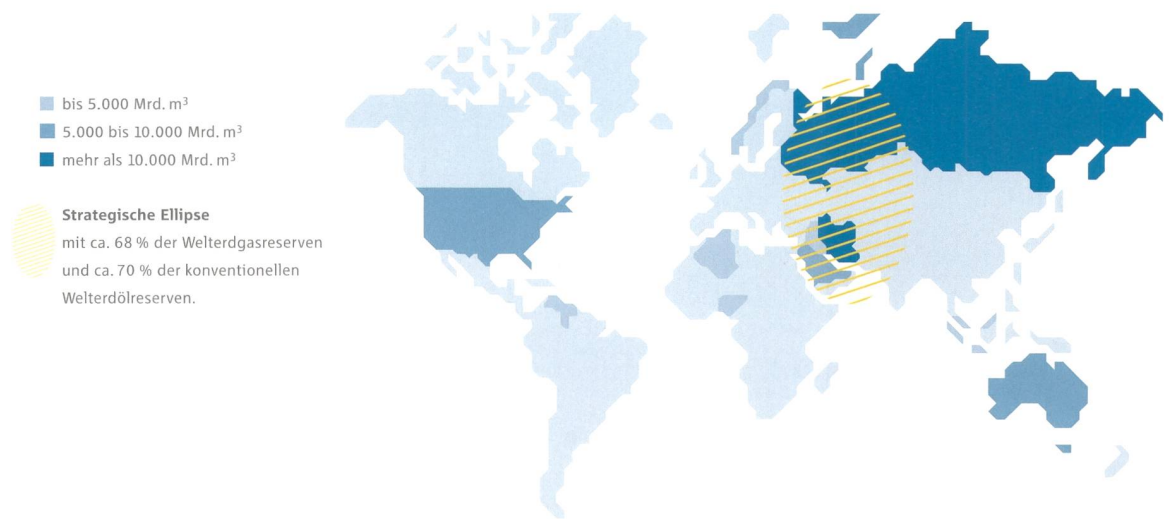 bis 5.000 Mrd. m³
5.000 bis 10.000 Mrd. m³
mehr als 10.000 Mrd. m³
Strategische Ellipse
mit ca. 68 % der Welterdgasreserven
und ca. 70 % der konventionellen
Welterdölreserven.